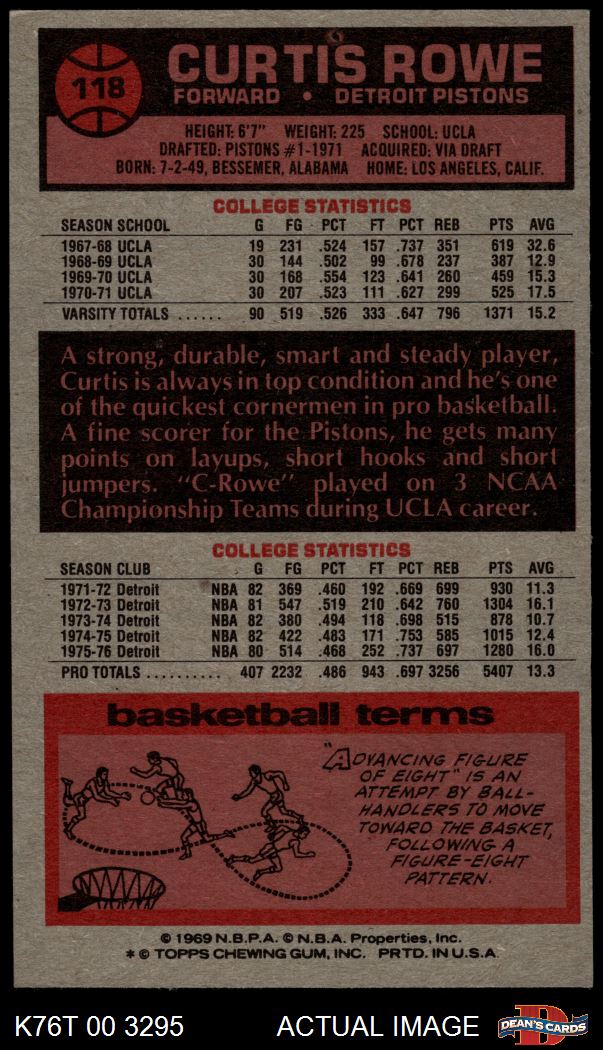 118
CURTIS ROWE
FORWARD • DETROIT PISTONS
HEIGHT: 6'7" WEIGHT: 225 SCHOOL: UCLA
DRAFTED: PISTONS #1-1971 ACQUIRED: VIA DRAFT
BORN: 7-2-49, BESSEMER, ALABAMA HOME: LOS ANGELES, CALIF.
COLLEGE STATISTICS
SEASON SCHOOL G FG PCT FT PCT REB PTS AVG
1967-68 UCLA 19 231 .524 157 .737 351 619 32.6
1968-69 UCLA 30 144 .502 99 .678 237 387 12.9
1969-70 UCLA 30 168 .554 123 .641 260 459 15.3
1970-71 UCLA 30 207 .523 111 .627 299 525 17.5
VARSITY TOTALS ...... 90 519 .526 333 .647 796 1371 15.2
A strong, durable, smart and steady player,
Curtis is always in top condition and he's one
of the quickest cornermen in pro basketball.
A fine scorer for the Pistons, he gets many
points on layups, short hooks and short
jumpers. "C-Rowe" played on 3 NCAA
Championship Teams during UCLA career.
COLLEGE STATISTICS
SEASON CLUB G FG PCT FT PCT REB PTS AVG
1971-72 Detroit NBA 82 369 .460 192 .669 699 930 11.3
1972-73 Detroit NBA 81 547 .519 210 .642 760 1304 16.1
1973-74 Detroit NBA 82 380 .494 118 .698 515 878 10.7
1974-75 Detroit NBA 82 422 .483 171 .753 585 1015 12.4
1975-76 Detroit NBA 80 514 .468 252 .737 697 1280 16.0
PRO TOTALS .......... 407 2232 .486 943 .697 3256 5407 13.3
basketball terms
"ADVANCING FIGURE
OF EIGHT" IS AN
ATTEMPT BY BALL-
HANDLERS TO MOVE
TOWARD THE BASKET,
FOLLOWING A
FIGURE-EIGHT
PATTERN.
© 1969 N.B.P.A. © N.B.A. Properties, Inc.
* © TOPPS CHEWING GUM, INC. PRTD. IN U.S.A.
K76T 00 3295 ACTUAL IMAGE
D
DEAN'S CARDS